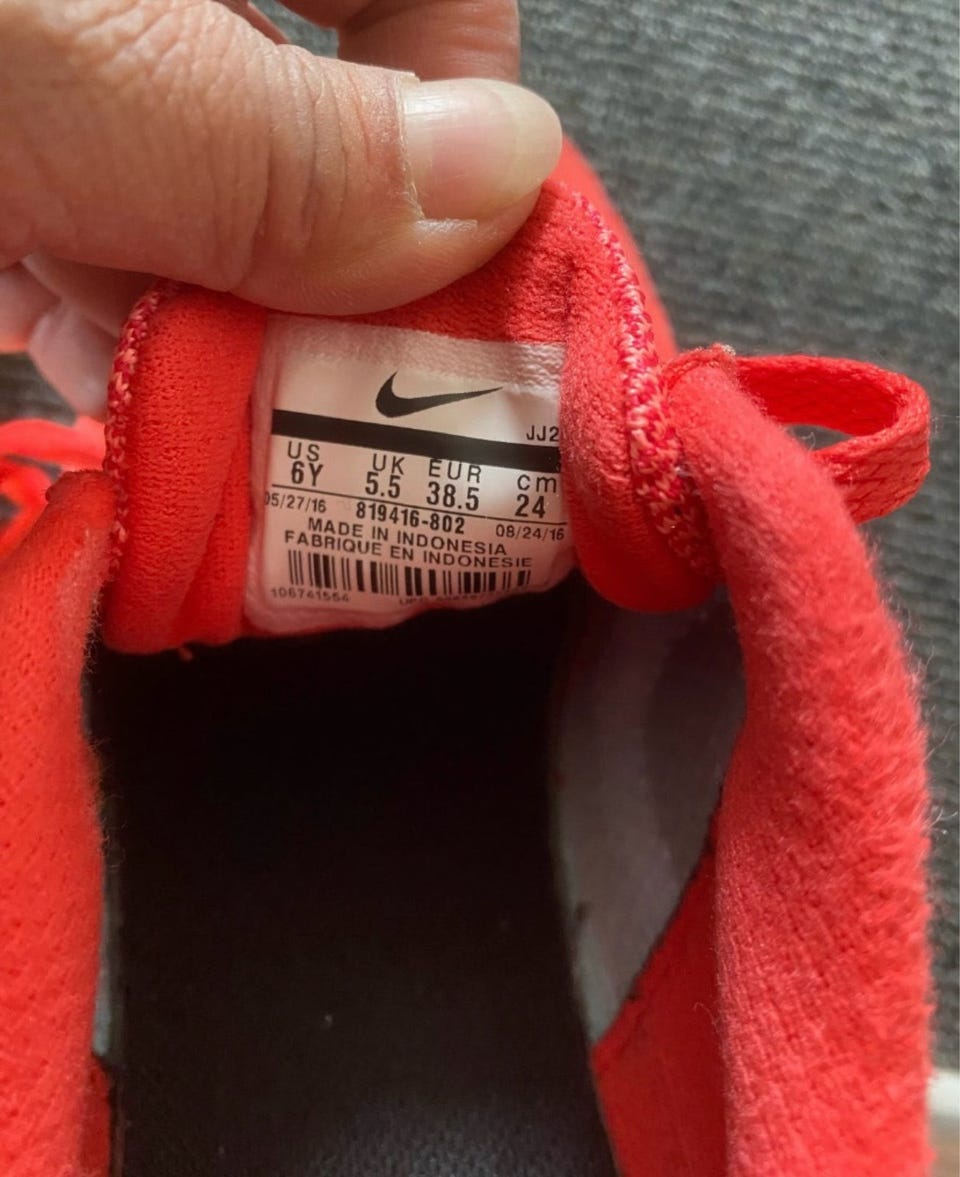 JJ2
US UK EUR cm
6Y 5.5 38.5 24
05/27/16 819416-802 08/24/16
MADE IN INDONESIA
FABRIQUE EN INDONESIE
106741554